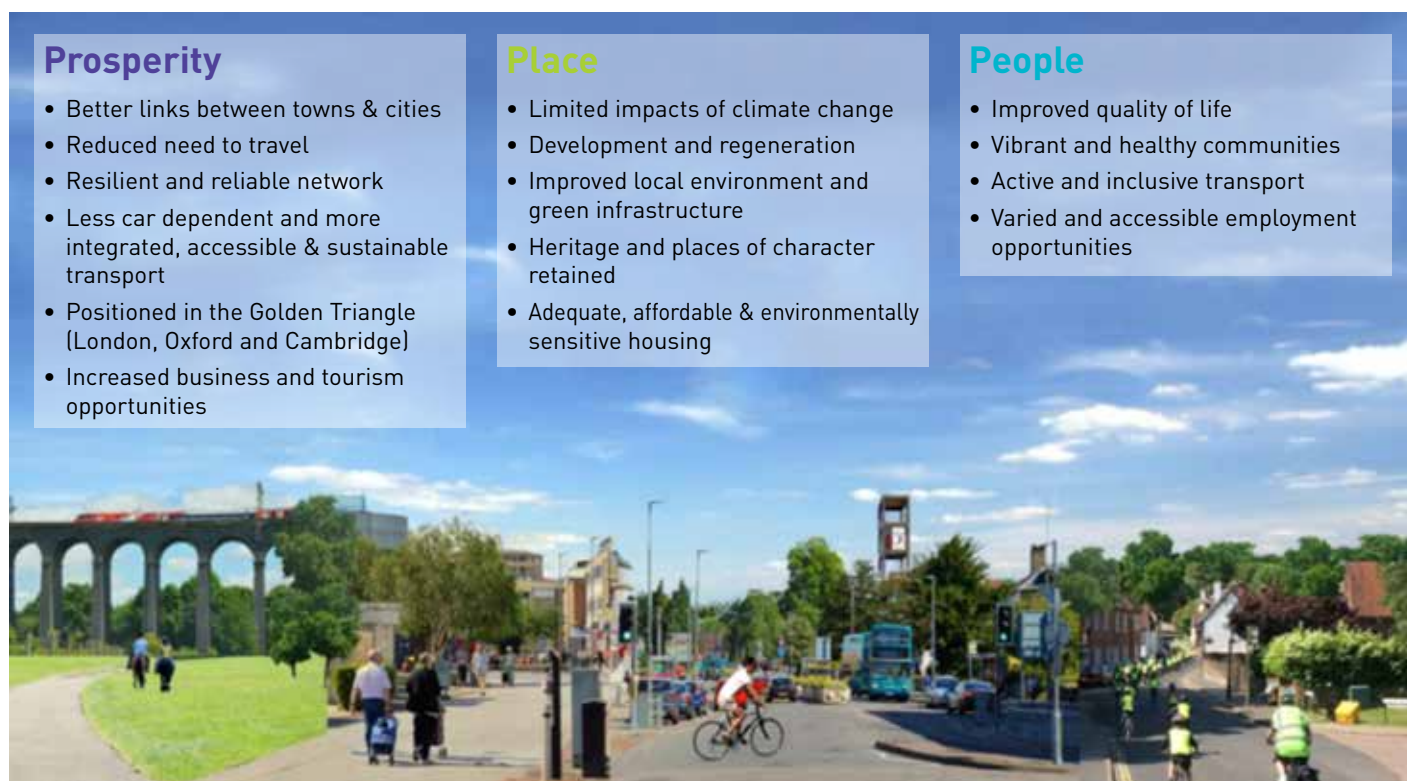 Prosperity
• Better links between towns & cities
• Reduced need to travel
• Resilient and reliable network
• Less car dependent and more
integrated, accessible & sustainable
transport
• Positioned in the Golden Triangle
(London, Oxford and Cambridge)
• Increased business and tourism
opportunities
Place
• Limited impacts of climate change
• Development and regeneration
• Improved local environment and
green infrastructure
• Heritage and places of character
retained
• Adequate, affordable & environmentally
sensitive housing
People
• Improved quality of life
• Vibrant and healthy communities
• Active and inclusive transport
• Varied and accessible employment
opportunities